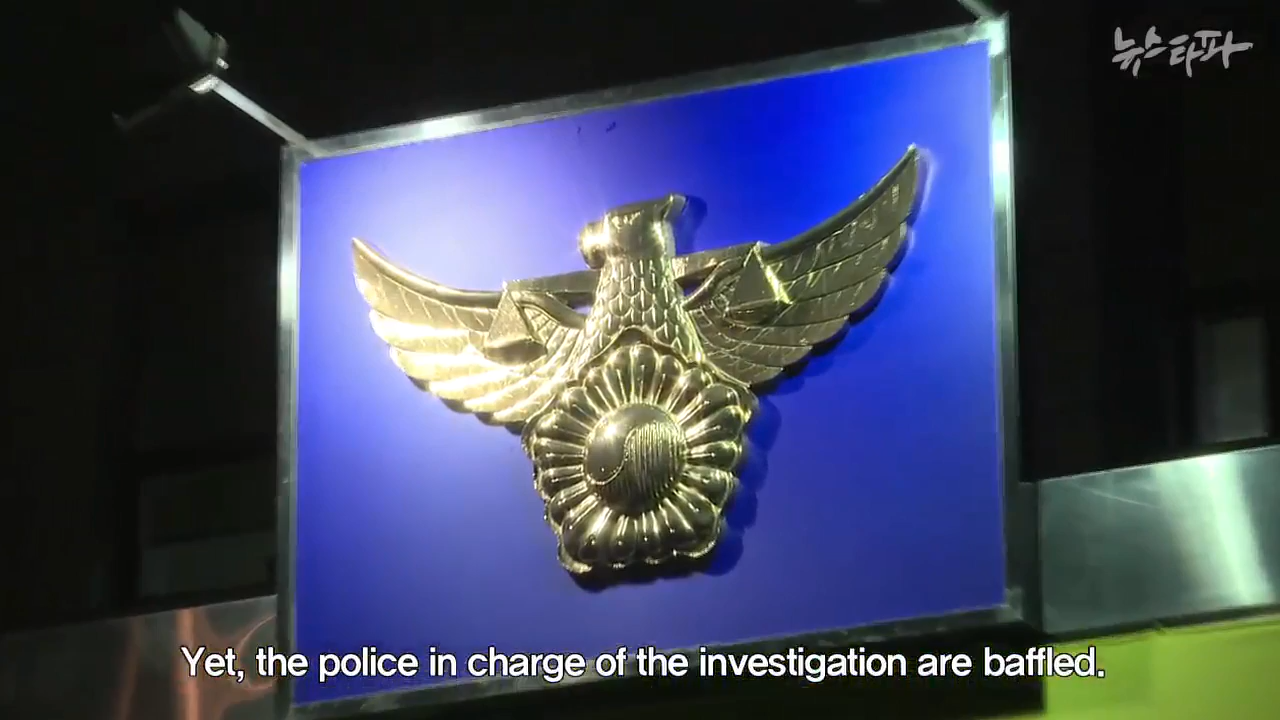 뉴스타파
Yet, the police in charge of the investigation are baffled.